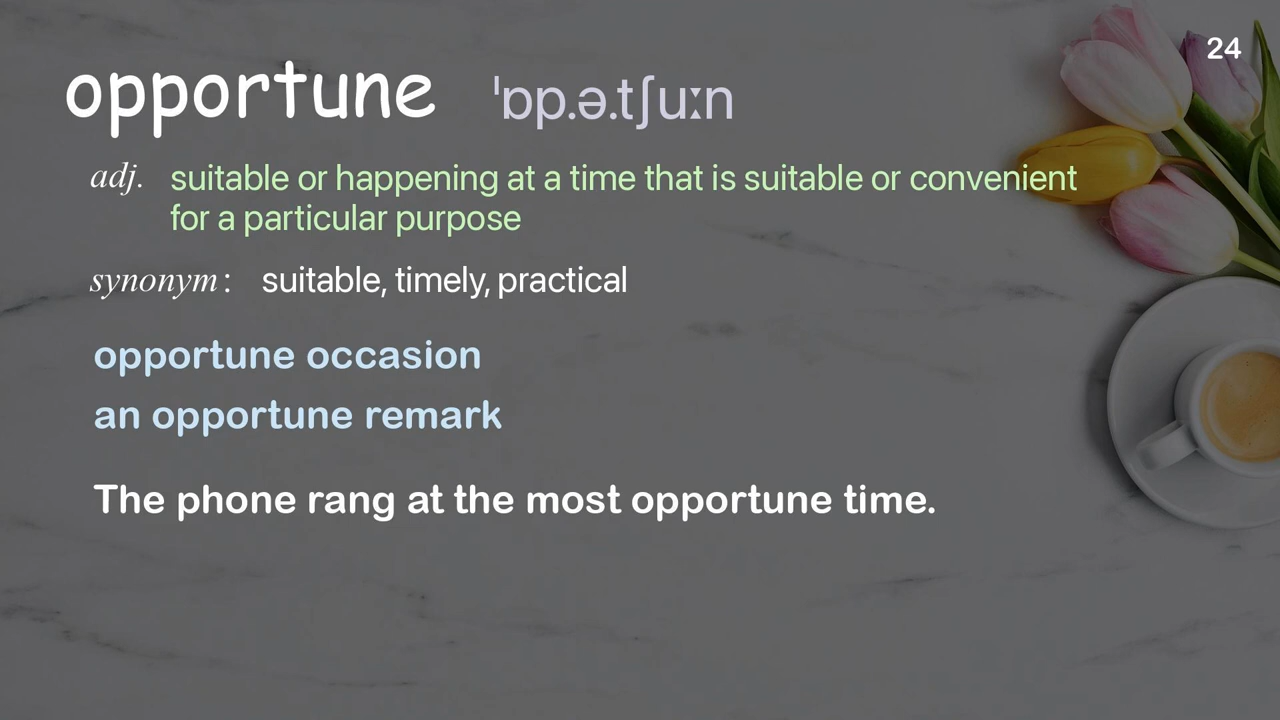 24
opportune ˈɒp.ə.tʃuːn
adj. suitable or happening at a time that is suitable or convenient
for a particular purpose
synonym: suitable, timely, practical
opportune occasion
an opportune remark
The phone rang at the most opportune time.